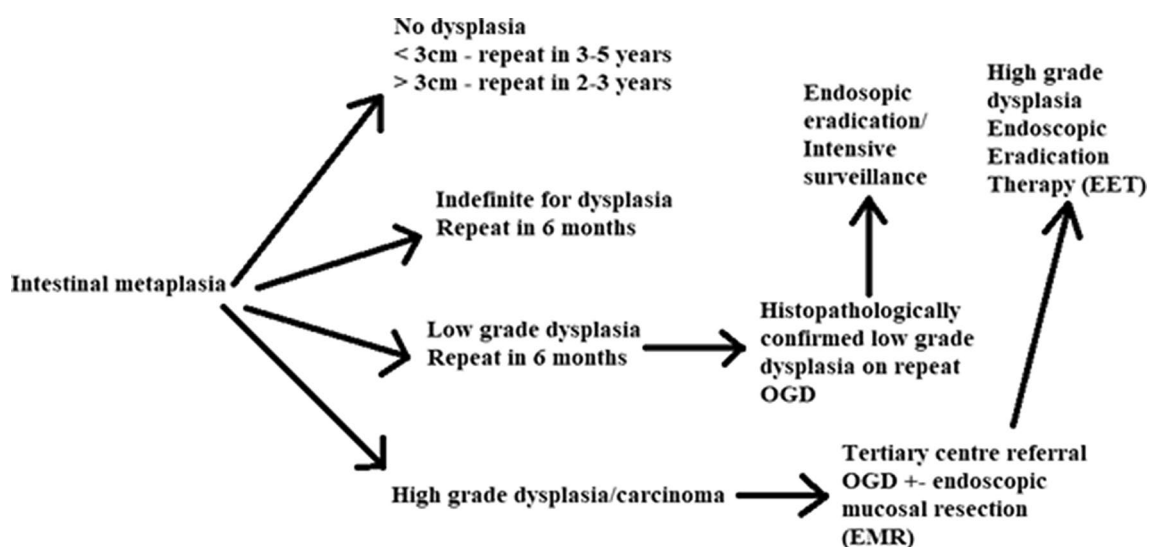 No dysplasia
< 3cm - repeat in 3-5 years
> 3cm - repeat in 2-3 years
Indefinite for dysplasia
Repeat in 6 months
Intestinal metaplasia
Low grade dysplasia
Repeat in 6 months
High grade dysplasia/carcinoma
Endosopic
eradication/
Intensive
surveillance
Histopathologically
confirmed low grade
dysplasia on repeat
OGD
High grade
dysplasia
Endoscopic
Eradication
Therapy (EET)
Tertiary centre referral
OGD +- endoscopic
mucosal resection
(EMR)